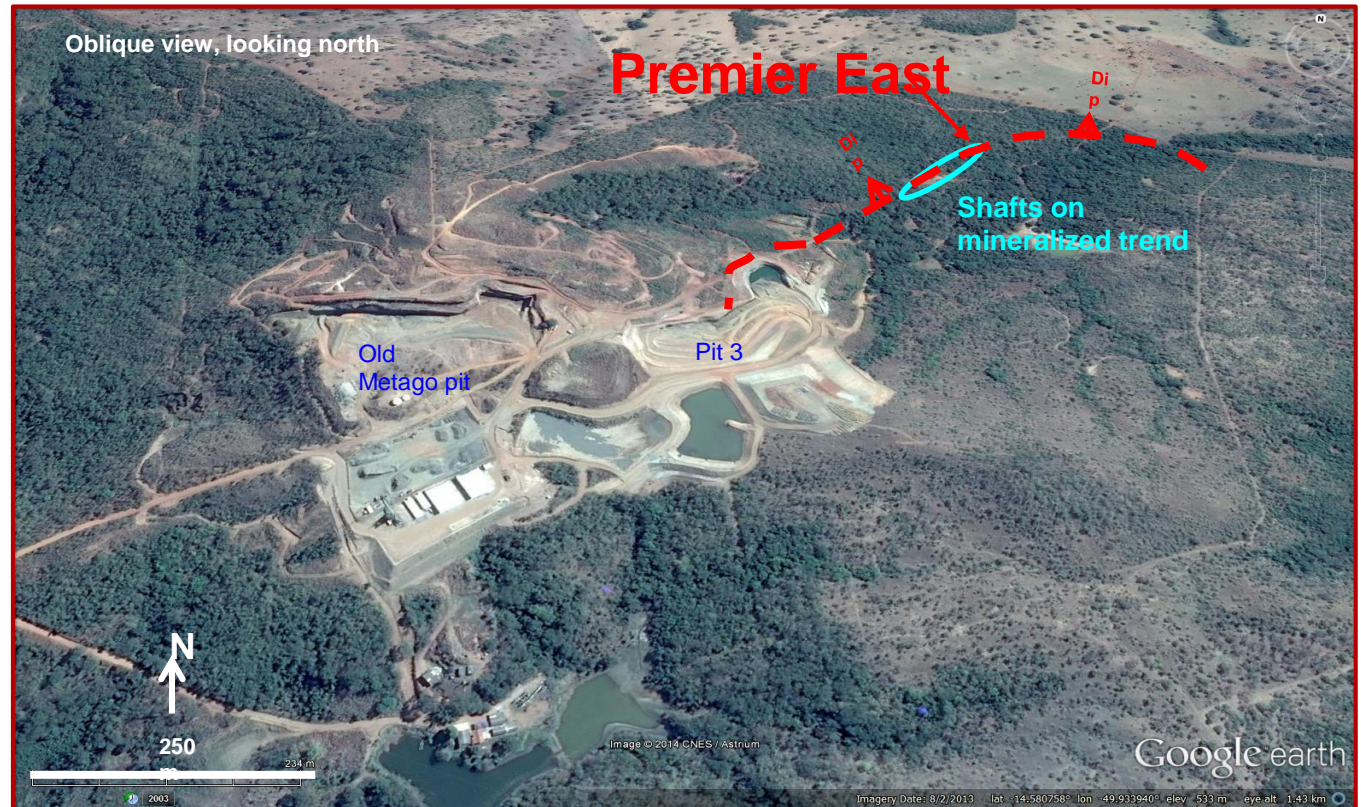 N
Oblique view, looking north
Premier East
Di
p
Di
p
Shafts on
mineralized trend
Old
Metago pit
Pit 3
N
250
m
234 m
2003
Image © 2014 CNES / Astrium
Google earth
Imagery Date: 8/2/2013 lat -14.580758° lon -49.933940° elev 533 m eye alt 1.43 km